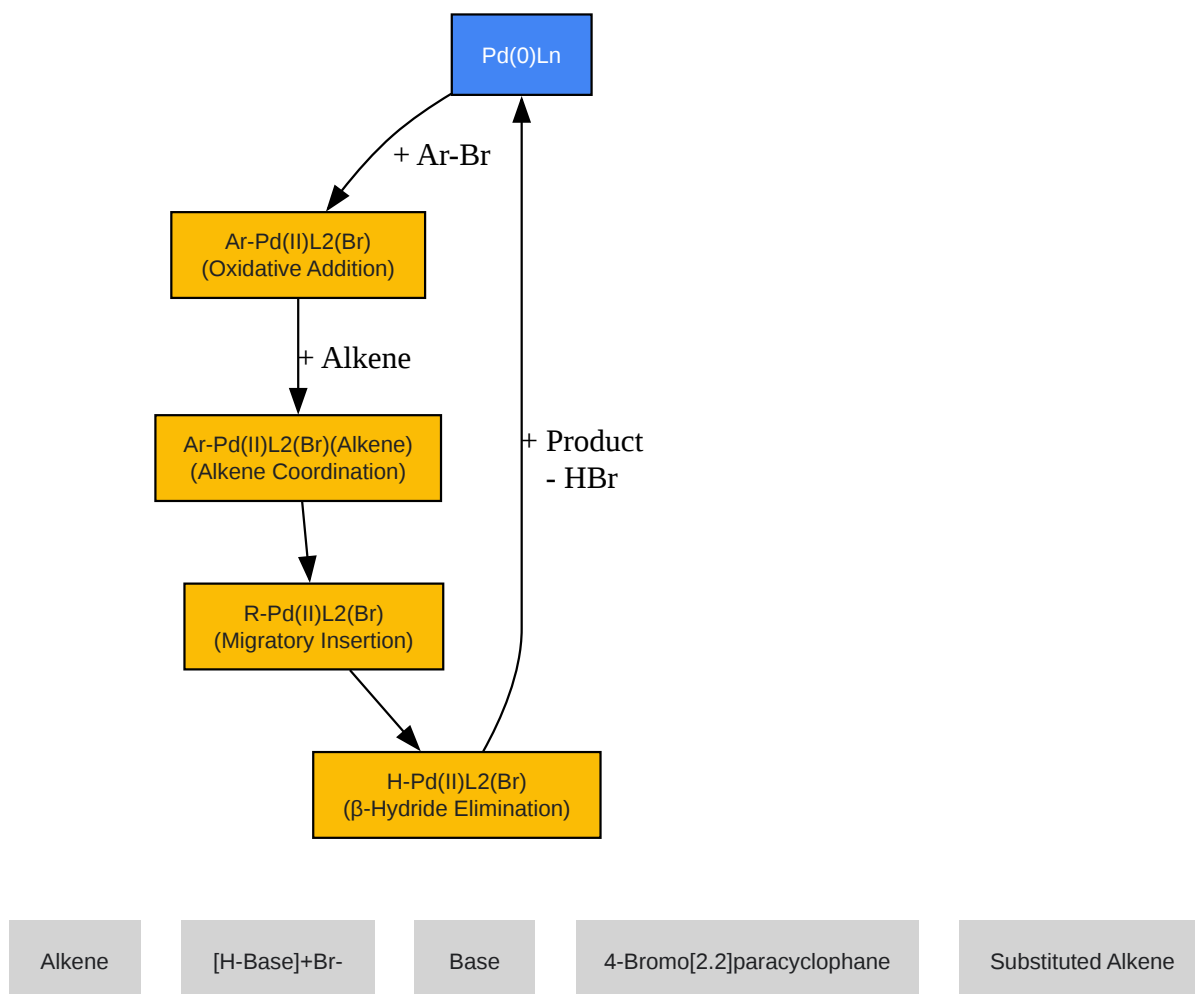 Pd(0)Ln
+ Ar-Br
Ar-Pd(II)L2(Br)
(Oxidative Addition)
+ Alkene
Ar-Pd(II)L2(Br)(Alkene)
(Alkene Coordination)
+ Product
- HBr
R-Pd(II)L2(Br)
(Migratory Insertion)
H-Pd(II)L2(Br)
(β-Hydride Elimination)
Alkene
[H-Base]+Br-
Base
4-Bromo[2.2]paracyclophane
Substituted Alkene